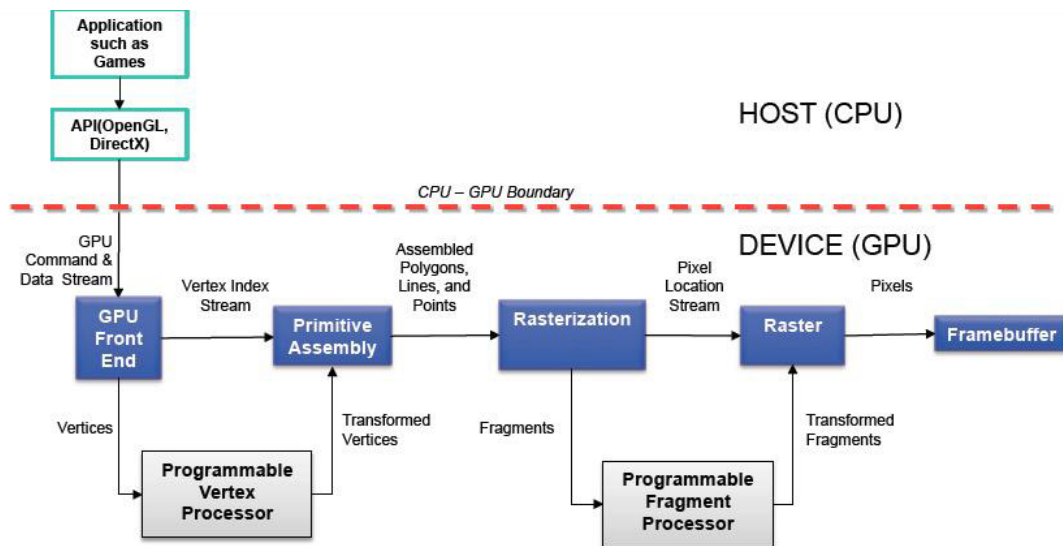 Application
such as
Games
API(OpenGL,
DirectX)
HOST (CPU)
CPU – GPU Boundary
DEVICE (GPU)
GPU
Command &
Data Stream
Vertex Index
Stream
Assembled
Polygons,
Lines, and
Points
Pixel
Location
Stream
Pixels
GPU
Front
End
Primitive
Assembly
Rasterization
Raster
Framebuffer
Vertices
Transformed
Vertices
Fragments
Transformed
Fragments
Programmable
Vertex
Processor
Programmable
Fragment
Processor